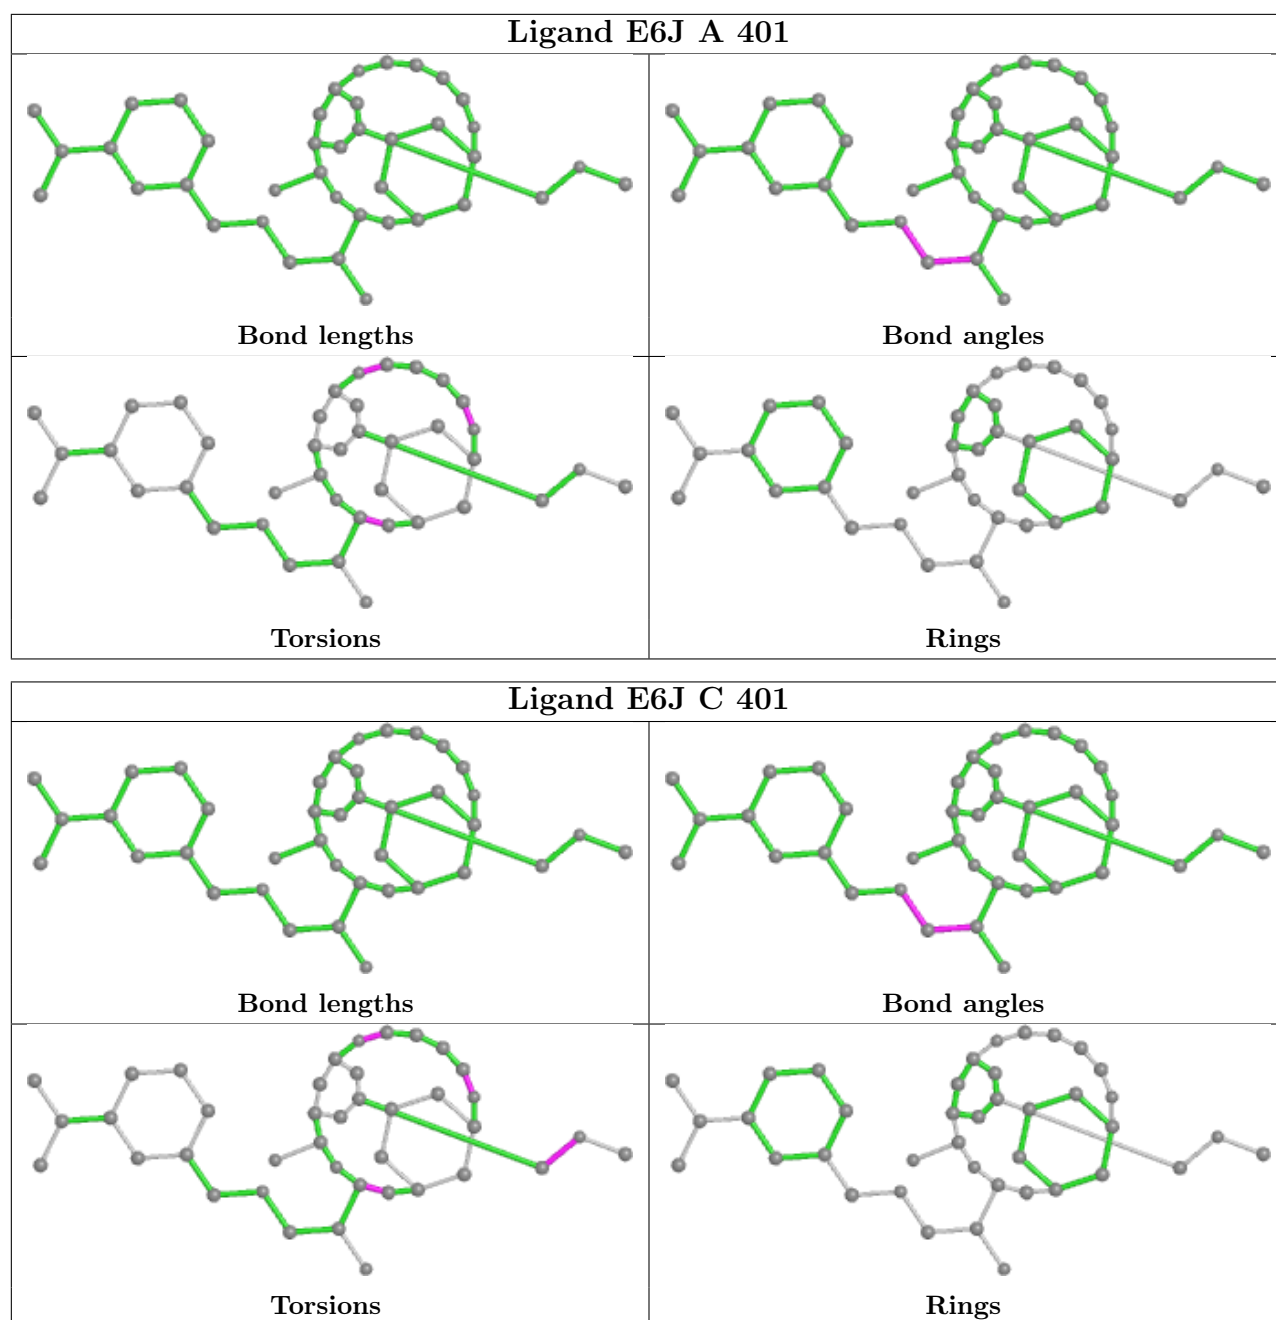 Ligand E6J A 401
Bond lengths
Bond angles
Torsions
Rings
Ligand E6J C 401
Bond lengths
Bond angles
Torsions
Rings